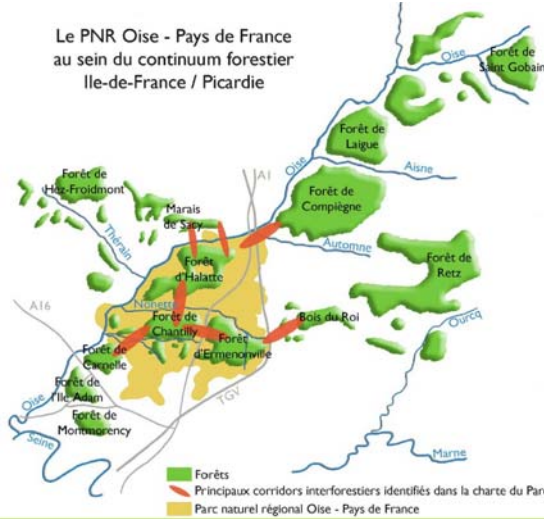 Le PNR Oise - Pays de France
au sein du continuum forestier
Ile-de-France / Picardie
Oise
Forêt de
Saint Gobain
Forêt de
Laigue
Aisne
Oise
A1
Forêt de
Hez-Froidmont
Forêt de
Compiègne
Marais
de Sacy
Thérain
Automne
Forêt
d'Halatte
Forêt de
Retz
Nonette
A16
Forêt de
Chantilly
Bois du Roi
Ourcq
Forêt
d'Ermenonville
Forêt de
Carnelle
Forêt de
l'Ile Adam
TGV
Oise
Forêt de
Montmorency
Seine
Marne
Forêts
Principaux corridors interforestiers identifiés dans la charte du Par
Parc naturel régional Oise - Pays de France